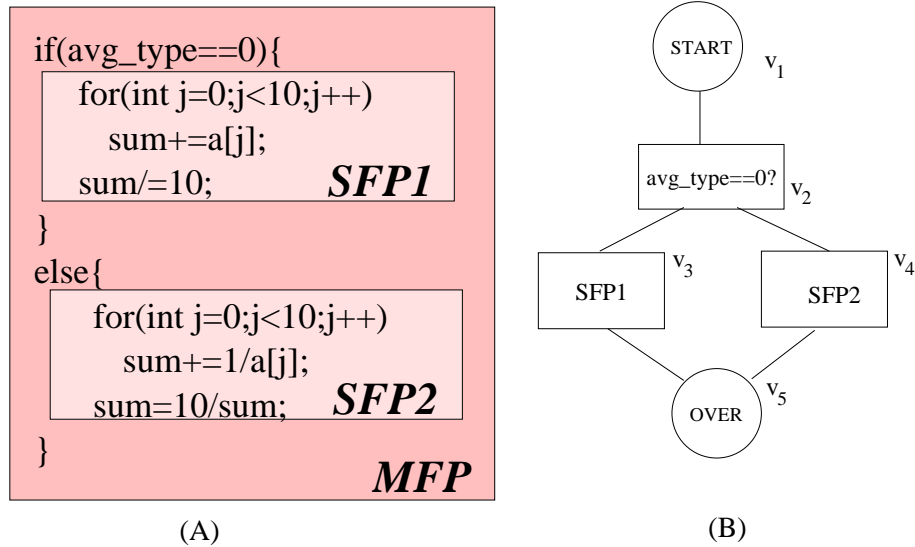 if(avg_type==0){
for(int j=0;j<10;j++)
sum+=a[j];
sum/=10;
SFP1
}
else{
for(int j=0;j<10;j++)
sum+=1/a[j];
sum=10/sum;
SFP2
}
MFP
(A)
START
v1
avg_type==0?
v2
SFP1
v3
SFP2
v4
OVER
v5
(B)